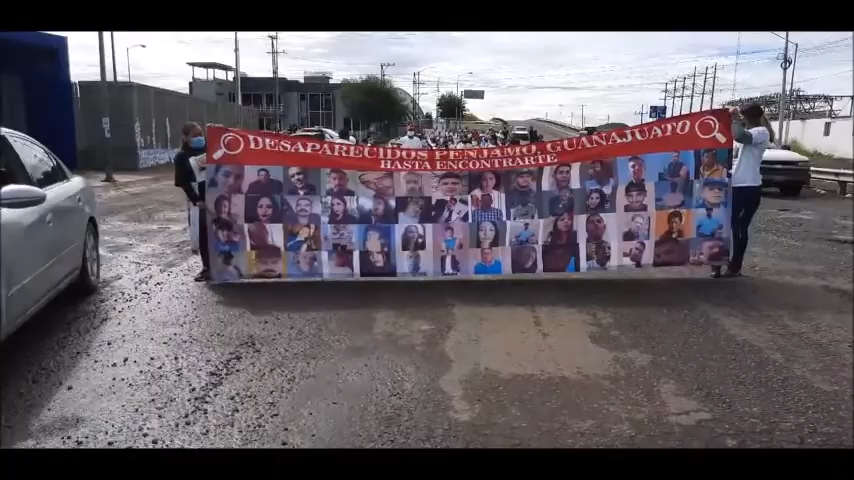 DESAPARECIDOS PENJAMO, GUANAJUATO
HASTA ENCONTRARTE